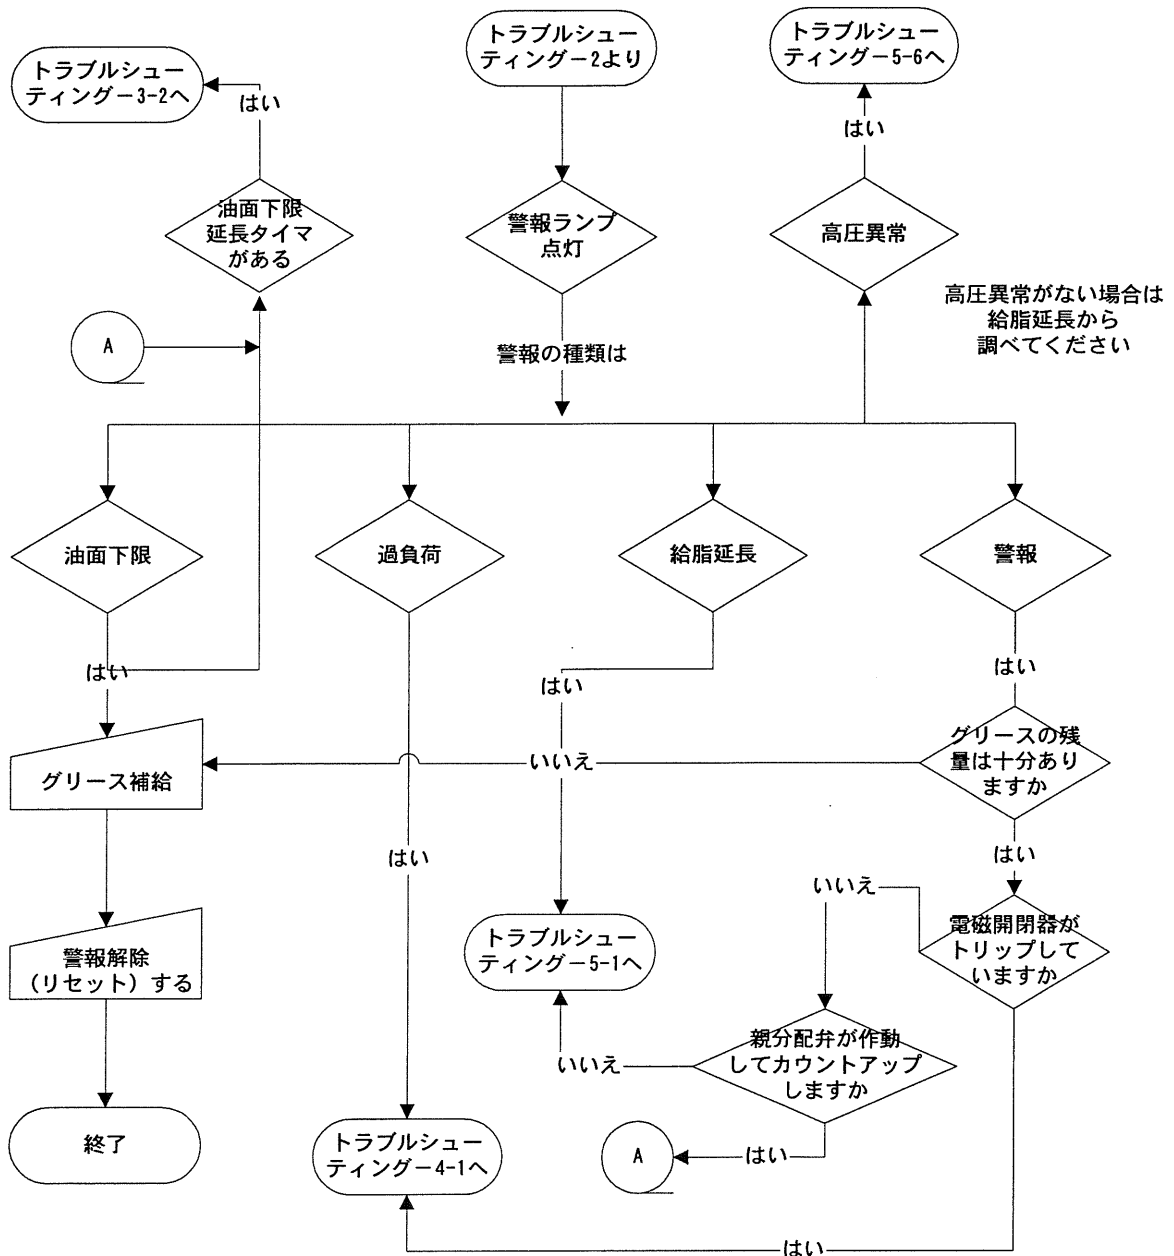 トラブルシュー
ティング－2より
トラブルシュー
ティング－5-6へ
トラブルシュー
ティング－3-2へ
はい
はい
油面下限
延長タイマ
がある
警報ランプ
点灯
高圧異常
高圧異常がない場合は
給脂延長から
調べてください
A
警報の種類は
油面下限
過負荷
給脂延長
警報
はい
はい
はい
グリース補給
いいえ
グリースの残
量は十分あり
ますか
はい
はい
いいえ
警報解除
（リセット）する
トラブルシュー
ティング－5-1へ
電磁開閉器が
トリップして
いますか
いいえ
親分配弁が作動
してカウントアップ
しますか
終了
トラブルシュー
ティング－4-1へ
A
はい
はい